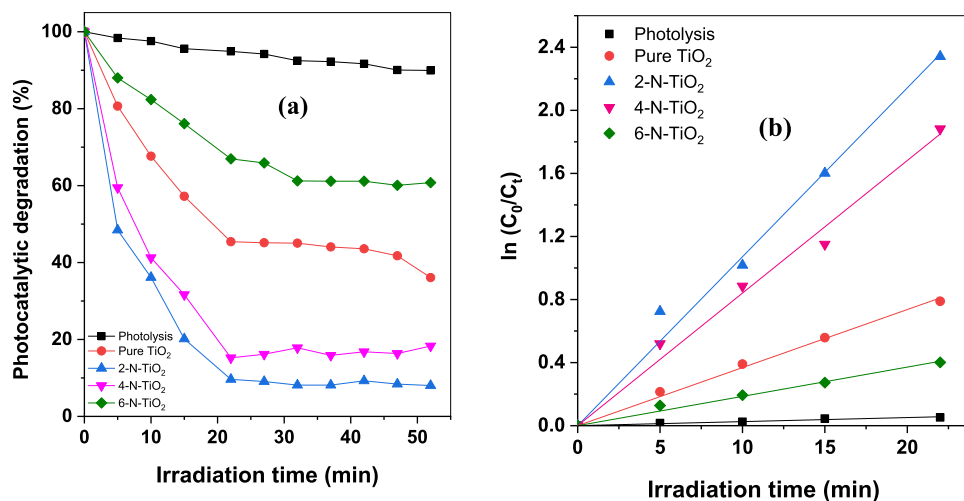 100
80
60
40
20
0
0
10
20
30
40
50
Photocatalytic degradation (%)
Irradiation time (min)
(a)
Photolysis
Pure TiO₂
2-N-TiO₂
4-N-TiO₂
6-N-TiO₂
2.4
2.0
1.6
1.2
0.8
0.4
0.0
0
5
10
15
20
ln (C₀/Cₜ)
Irradiation time (min)
(b)
Photolysis
Pure TiO₂
2-N-TiO₂
4-N-TiO₂
6-N-TiO₂